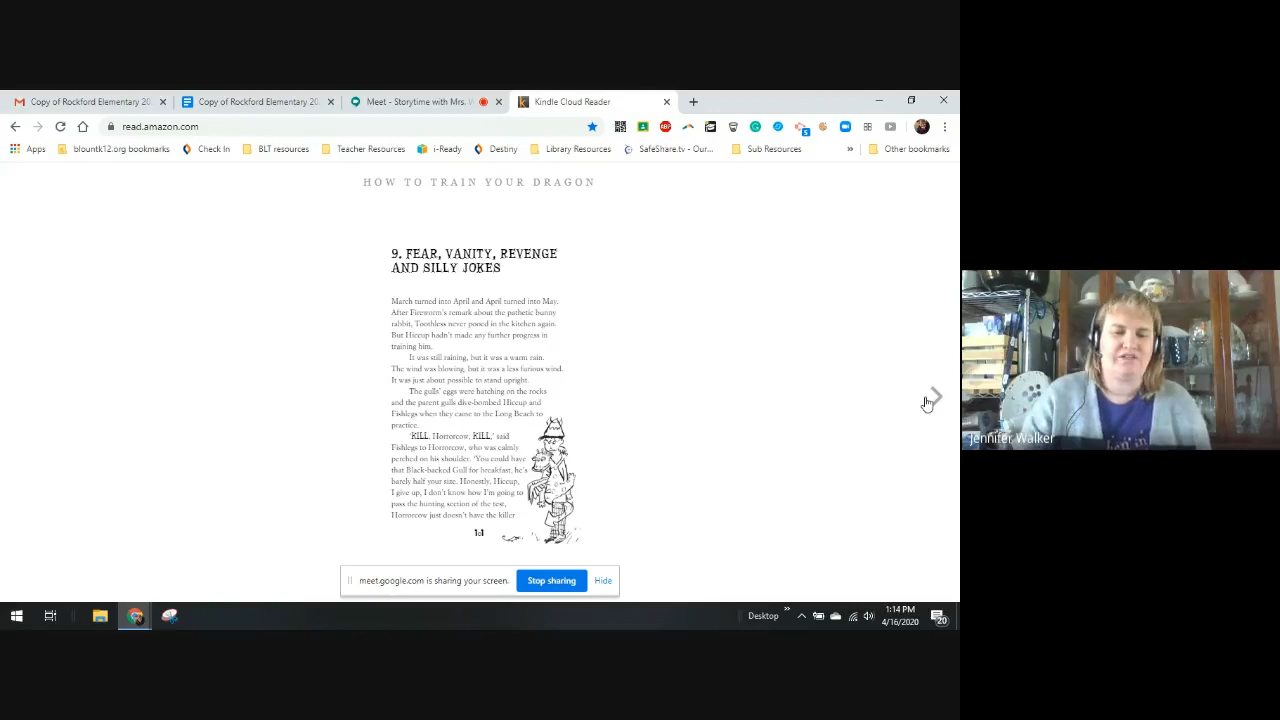 Copy of Rockford Elementary 20
Copy of Rockford Elementary 20
Meet - Storytime with Mrs. W
Kindle Cloud Reader
read.amazon.com
Apps
blountk12.org bookmarks
Check In
BLT resources
Destiny
Teacher Resources
i-Ready
Destiny
Library Resources
SafeShare.tv - Our...
Sub Resources
»
Other bookmarks
HOW TO TRAIN YOUR DRAGON
9. FEAR, VANITY, REVENGE
AND SILLY JOKES
March turned into April and April turned into May.
After Fireworm's remark about the pathetic bunny
rabbit, Toothless never pooed in the kitchen again.
But Hiccup hadn't made any further progress in
training him.
It was still raining, but it was a warm rain.
The wind was blowing, but it was a less furious wind.
It was just about possible to stand upright.
The gulls' eggs were hatching on the rocks
and the parent gulls dive-bombed Hiccup and
Fishlegs when they came to the Long Beach to
practice.
'KILL, Horrorcow, KILL,' said
Fishlegs to Horrorcow, who was calmly
perched on his shoulder. 'You could have
that Black-backed Gull for breakfast, he's
barely half your size. Honestly, Hiccup,
I give up, I don't know how I'm going to
pass the hunting section of the test,
Horrorcow just doesn't have the killer
meet.google.com is sharing your screen.
Stop sharing
Hide
Jennifer Walker
Desktop
»
1:14 PM
4/16/2020
20